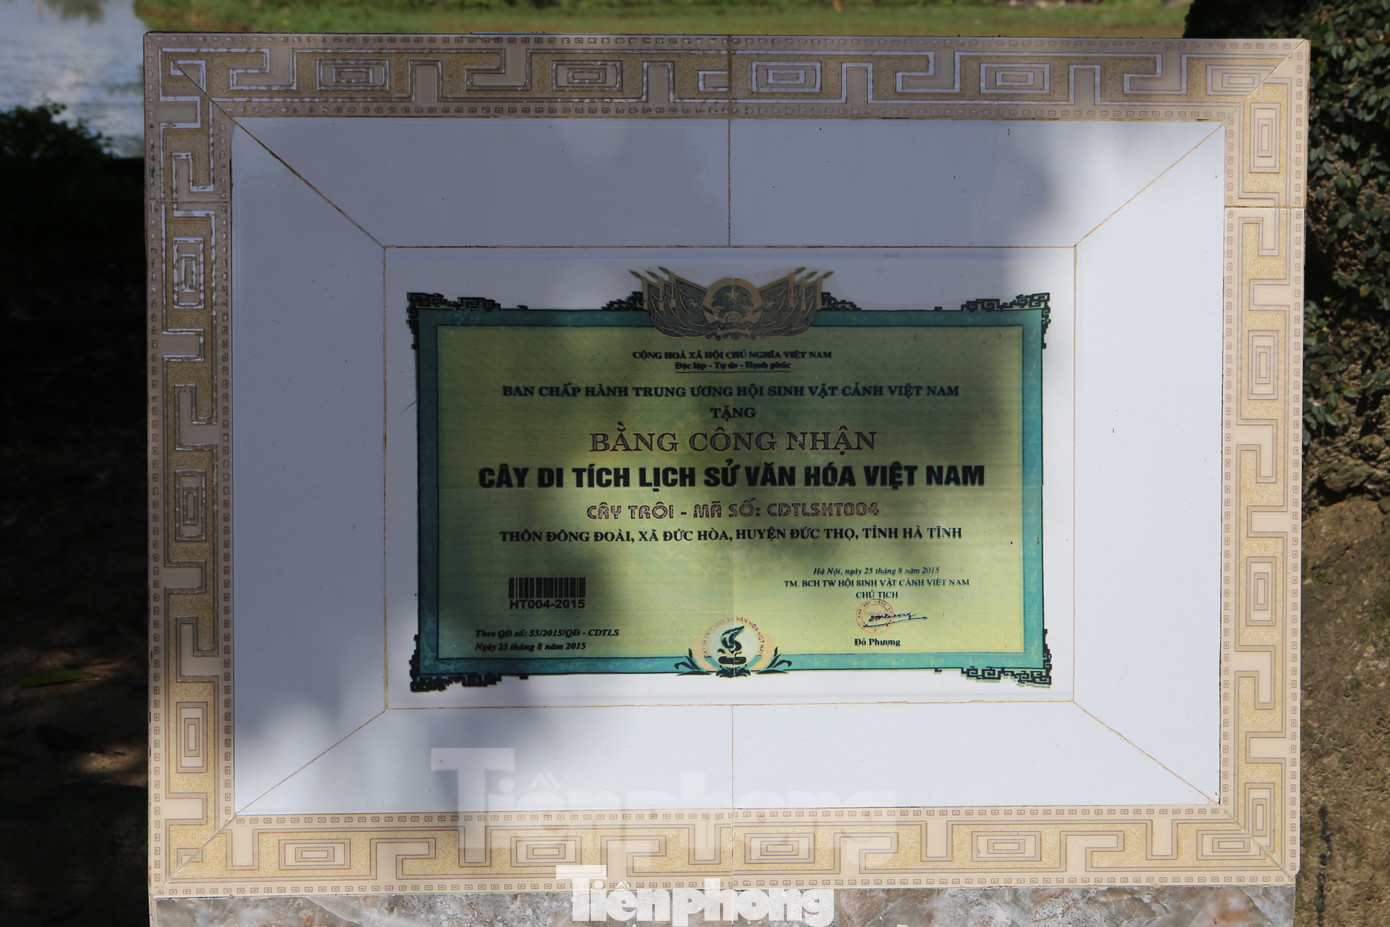 CỘNG HOÀ XÃ HỘI CHỦ NGHĨA VIỆT NAM
Độc lập - Tự do - Hạnh phúc
BAN CHẤP HÀNH TRUNG ƯƠNG HỘI SINH VẬT CẢNH VIỆT NAM
TẶNG
BẰNG CÔNG NHẬN
CÂY DI TÍCH LỊCH SỬ VĂN HÓA VIỆT NAM
CÂY TRÔI - MÃ SỐ: CDTLSHT004
THÔN ĐÔNG ĐOÀI, XÃ ĐỨC HÒA, HUYỆN ĐỨC THỌ, TỈNH HÀ TĨNH
HT004-2015
Theo QĐ số: 55/2015/QĐ - CDTLS
Ngày 25 tháng 8 năm 2015
Hà Nội, ngày 25 tháng 8 năm 2015
TM. BCH TW HỘI SINH VẬT CẢNH VIỆT NAM
CHỦ TỊCH
Đỗ Phượng
Tiênphong
Tiênphong